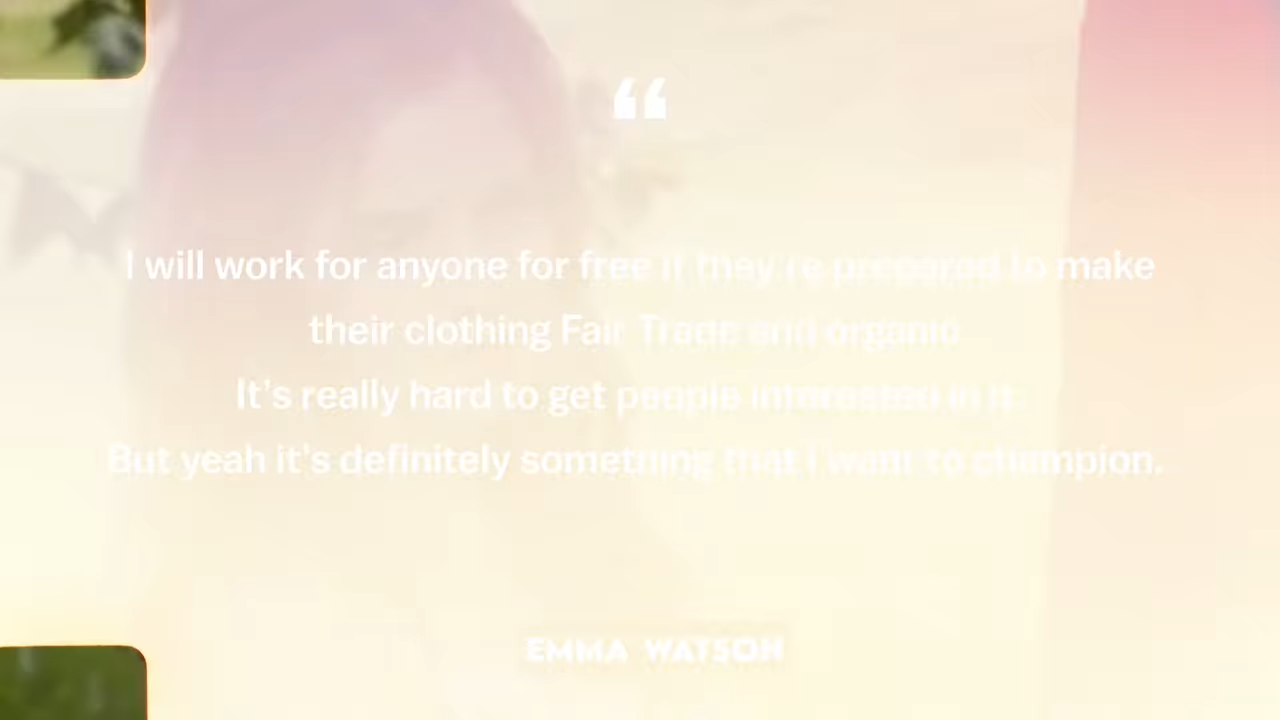 “
I will work for anyone for free if they're prepared to make
their clothing Fair Trade and organic
It's really hard to get people interested in it.
But yeah it's definitely something that I want to champion.
EMMA WATSON